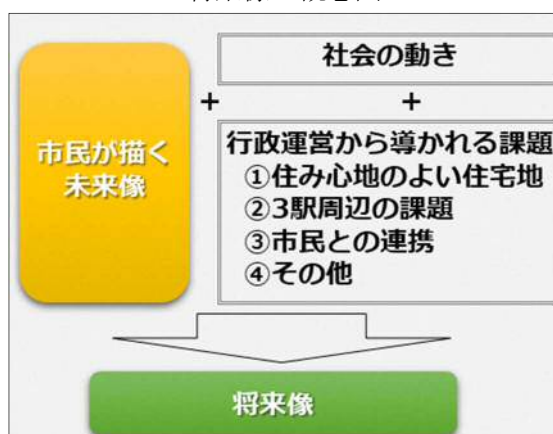 市民が描く
未来像
+
社会の動き
+
行政運営から導かれる課題
①住み心地のよい住宅地
②3駅周辺の課題
③市民との連携
④その他
将来像